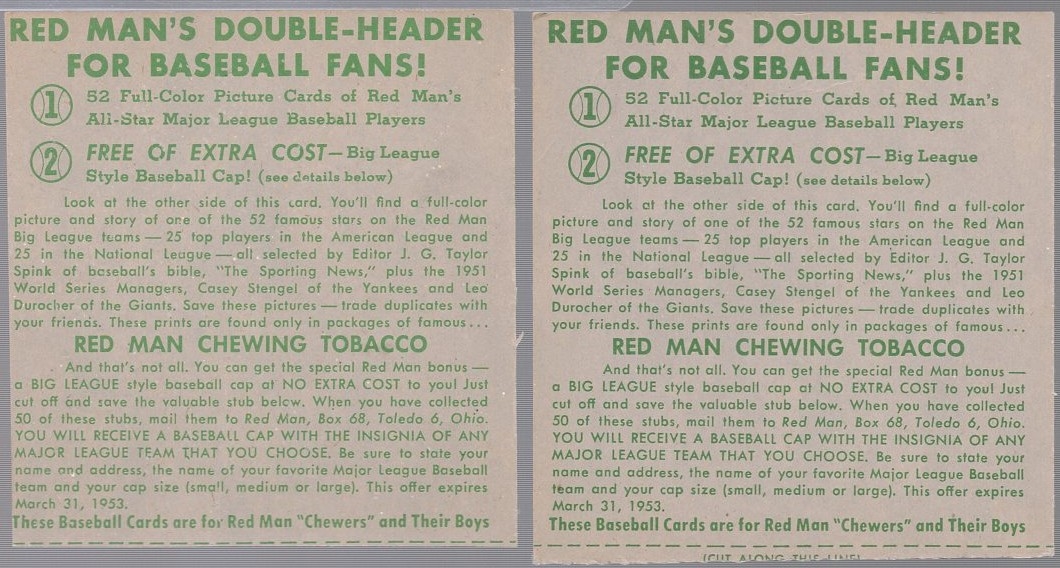 RED MAN'S DOUBLE-HEADER
FOR BASEBALL FANS!
1 52 Full-Color Picture Cards of Red Man's
All-Star Major League Baseball Players
2 FREE OF EXTRA COST—Big League
Style Baseball Cap! (see details below)
Look at the other side of this card. You'll find a full-color
picture and story of one of the 52 famous stars on the Red Man
Big League teams — 25 top players in the American League and
25 in the National League — all selected by Editor J. G. Taylor
Spink of baseball's bible, "The Sporting News," plus the 1951
World Series Managers, Casey Stengel of the Yankees and Leo
Durocher of the Giants. Save these pictures — trade duplicates with
your friends. These prints are found only in packages of famous...
RED MAN CHEWING TOBACCO
And that's not all. You can get the special Red Man bonus —
a BIG LEAGUE style baseball cap at NO EXTRA COST to you! Just
cut off and save the valuable stub below. When you have collected
50 of these stubs, mail them to Red Man, Box 68, Toledo 6, Ohio.
YOU WILL RECEIVE A BASEBALL CAP WITH THE INSIGNIA OF ANY
MAJOR LEAGUE TEAM THAT YOU CHOOSE. Be sure to state your
name and address, the name of your favorite Major League Baseball
team and your cap size (small, medium or large). This offer expires
March 31, 1953.
These Baseball Cards are for Red Man "Chewers" and Their Boys
RED MAN'S DOUBLE-HEADER
FOR BASEBALL FANS!
1 52 Full-Color Picture Cards of Red Man's
All-Star Major League Baseball Players
2 FREE OF EXTRA COST—Big League
Style Baseball Cap! (see details below)
Look at the other side of this card. You'll find a full-color
picture and story of one of the 52 famous stars on the Red Man
Big League teams — 25 top players in the American League and
25 in the National League — all selected by Editor J. G. Taylor
Spink of baseball's bible, "The Sporting News," plus the 1951
World Series Managers, Casey Stengel of the Yankees and Leo
Durocher of the Giants. Save these pictures — trade duplicates with
your friends. These prints are found only in packages of famous...
RED MAN CHEWING TOBACCO
And that's not all. You can get the special Red Man bonus —
a BIG LEAGUE style baseball cap at NO EXTRA COST to you! Just
cut off and save the valuable stub below. When you have collected
50 of these stubs, mail them to Red Man, Box 68, Toledo 6, Ohio.
YOU WILL RECEIVE A BASEBALL CAP WITH THE INSIGNIA OF ANY
MAJOR LEAGUE TEAM THAT YOU CHOOSE. Be sure to state your
name and address, the name of your favorite Major League Baseball
team and your cap size (small, medium or large). This offer expires
March 31, 1953.
These Baseball Cards are for Red Man "Chewers" and Their Boys
(CUT ALONG THIS LINE)